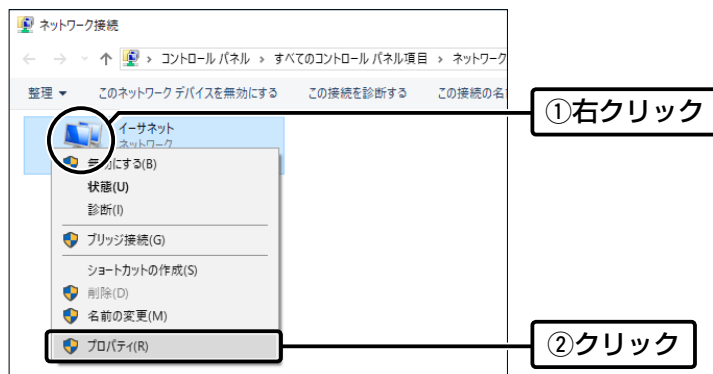 ネットワーク接続
コントロール パネル › すべてのコントロール パネル項目 › ネットワーク
整理 このネットワーク デバイスを無効にする この接続を診断する この接続の名
①右クリック
イーサネット
ネットワーク
無効にする(B)
状態(U)
診断(I)
ブリッジ接続(G)
ショートカットの作成(S)
削除(D)
名前の変更(M)
プロパティ(R)
②クリック